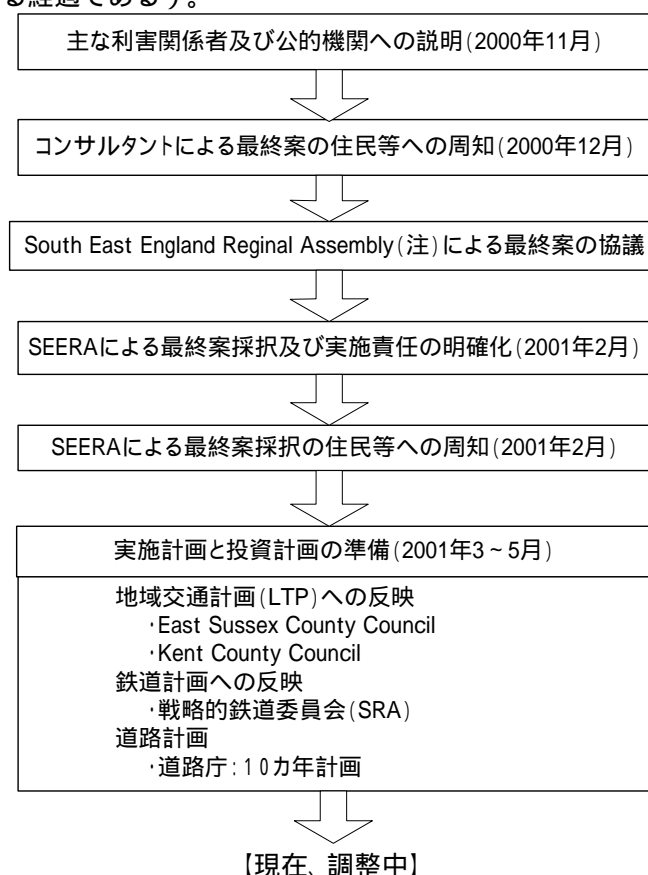 る経過であろう。
主な利害関係者及び公的機関への説明(2000年11月)
コンサルタントによる最終案の住民等への周知(2000年12月)
South East England Reginal Assembly(注)による最終案の協議
SEERAによる最終案採択及び実施責任の明確化(2001年2月)
SEERAによる最終案採択の住民等への周知(2001年2月)
実施計画と投資計画の準備(2001年3~5月)
地域交通計画(LTP)への反映
・East Sussex County Council
・Kent County Council
鉄道計画への反映
・戦略的鉄道委員会(SRA)
道路計画
・道路庁:10カ年計画
【現在、調整中】